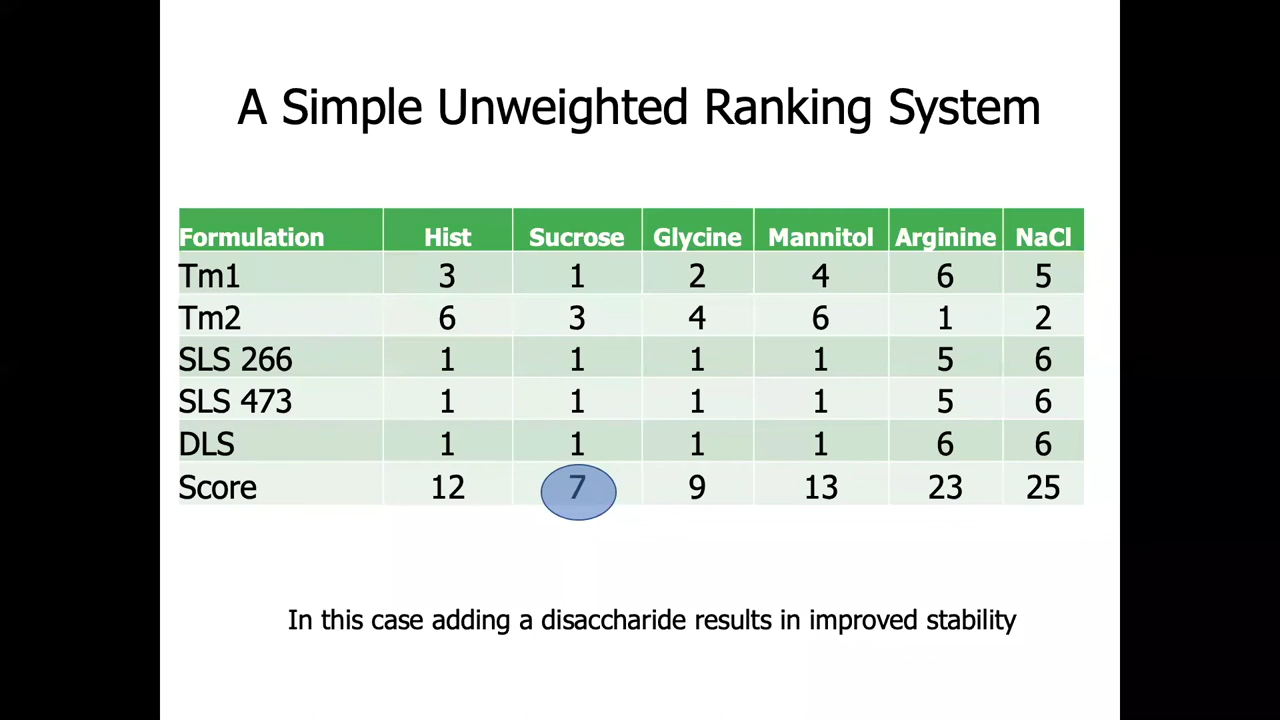 A Simple Unweighted Ranking System
Formulation Hist Sucrose Glycine Mannitol Arginine NaCl
Tm1 3 1 2 4 6 5
Tm2 6 3 4 6 1 2
SLS 266 1 1 1 1 5 6
SLS 473 1 1 1 1 5 6
DLS 1 1 1 1 6 6
Score 12 7 9 13 23 25
In this case adding a disaccharide results in improved stability